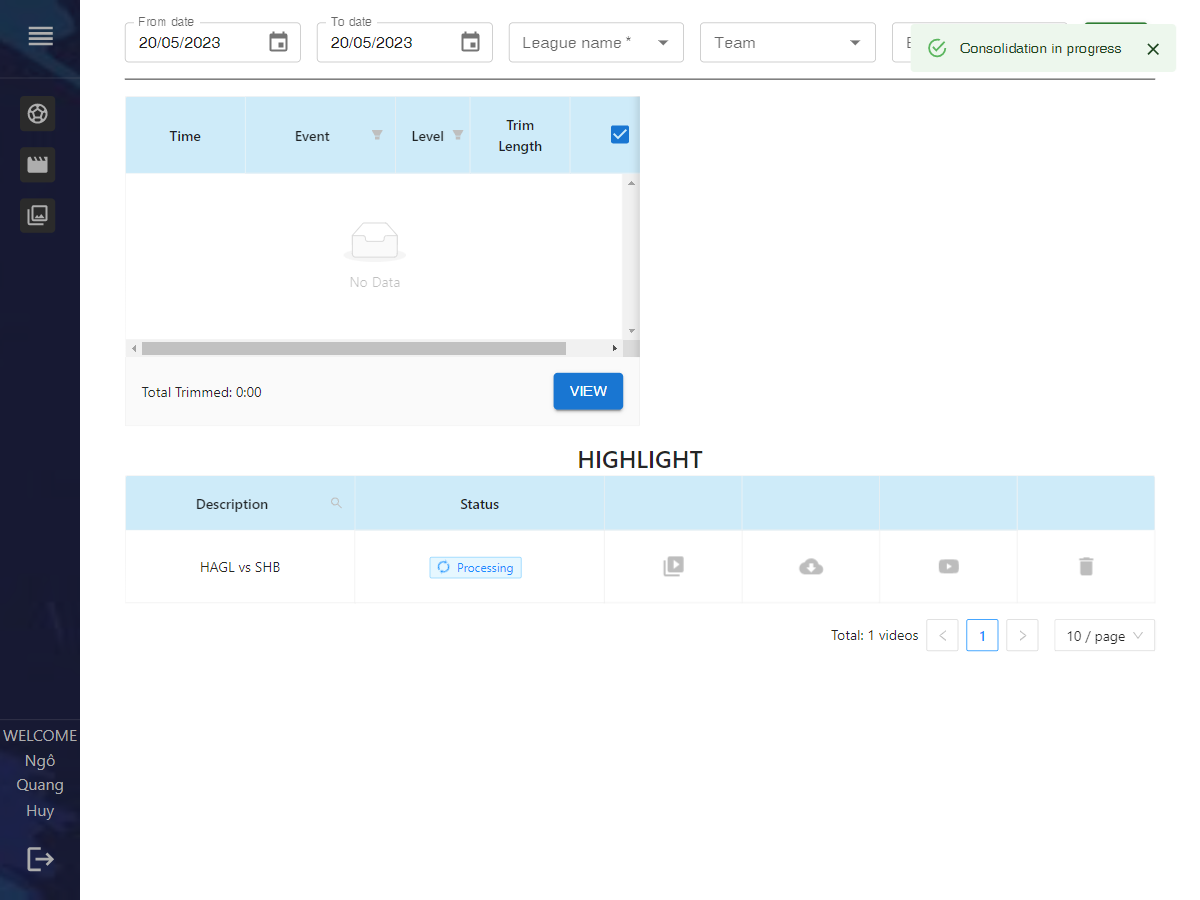 From date
20/05/2023
To date
20/05/2023
League name *
Team
Consolidation in progress
Time
Event
Level
Trim
Length
No Data
Total Trimmed: 0:00
VIEW
HIGHLIGHT
Description
Status
HAGL vs SHB
Processing
Total: 1 videos
1
10 / page
WELCOME
Ngô
Quang
Huy